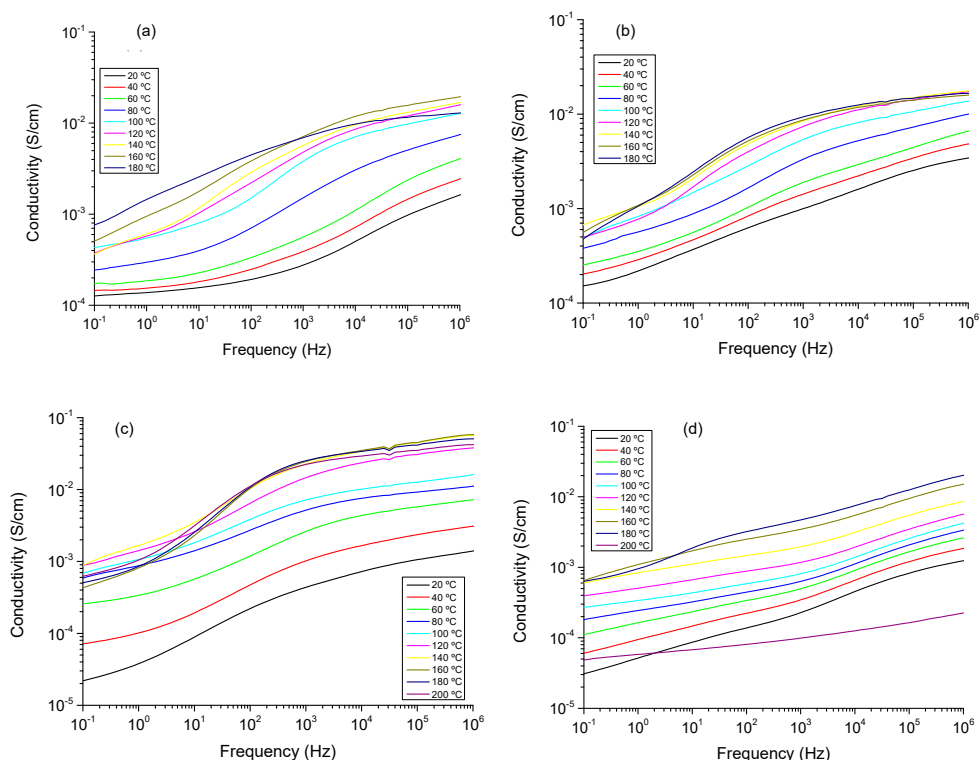 (a)
10⁻¹
20 ºC
40 ºC
60 ºC
80 ºC
100 ºC
120 ºC
140 ºC
160 ºC
180 ºC
10⁻²
10⁻³
10⁻⁴
Conductivity (S/cm)
10⁻¹ 10⁰ 10¹ 10² 10³ 10⁴ 10⁵ 10⁶
Frequency (Hz)
(b)
10⁻¹
20 ºC
40 ºC
60 ºC
80 ºC
100 ºC
120 ºC
140 ºC
160 ºC
180 ºC
10⁻²
10⁻³
10⁻⁴
Conductivity (S/cm)
10⁻¹ 10⁰ 10¹ 10² 10³ 10⁴ 10⁵ 10⁶
Frequency (Hz)
(c)
10⁻¹
10⁻²
10⁻³
10⁻⁴
10⁻⁵
Conductivity (S/cm)
20 ºC
40 ºC
60 ºC
80 ºC
100 ºC
120 ºC
140 ºC
160 ºC
180 ºC
200 ºC
10⁻¹ 10⁰ 10¹ 10² 10³ 10⁴ 10⁵ 10⁶
Frequency (Hz)
(d)
10⁻¹
20 ºC
40 ºC
60 ºC
80 ºC
100 ºC
120 ºC
140 ºC
160 ºC
180 ºC
200 ºC
10⁻²
10⁻³
10⁻⁴
10⁻⁵
Conductivity (S/cm)
10⁻¹ 10⁰ 10¹ 10² 10³ 10⁴ 10⁵ 10⁶
Frequency (Hz)